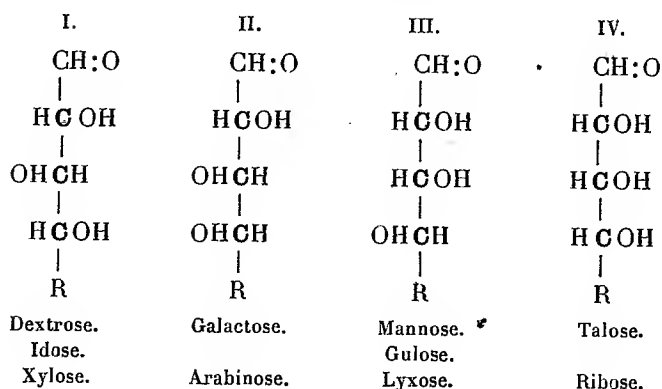 I. II. III. IV.
CH:O CH:O CH:O CH:O
HCOH HCOH HCOH HCOH
OHCH OHCH HCOH HCOH
HCOH OHCH OHCH HCOH
R R R R
Dextrose. Galactose. Mannose. Talose.
Idose. Gulose.
Xylose. Arabinose. Lyxose. Ribose.